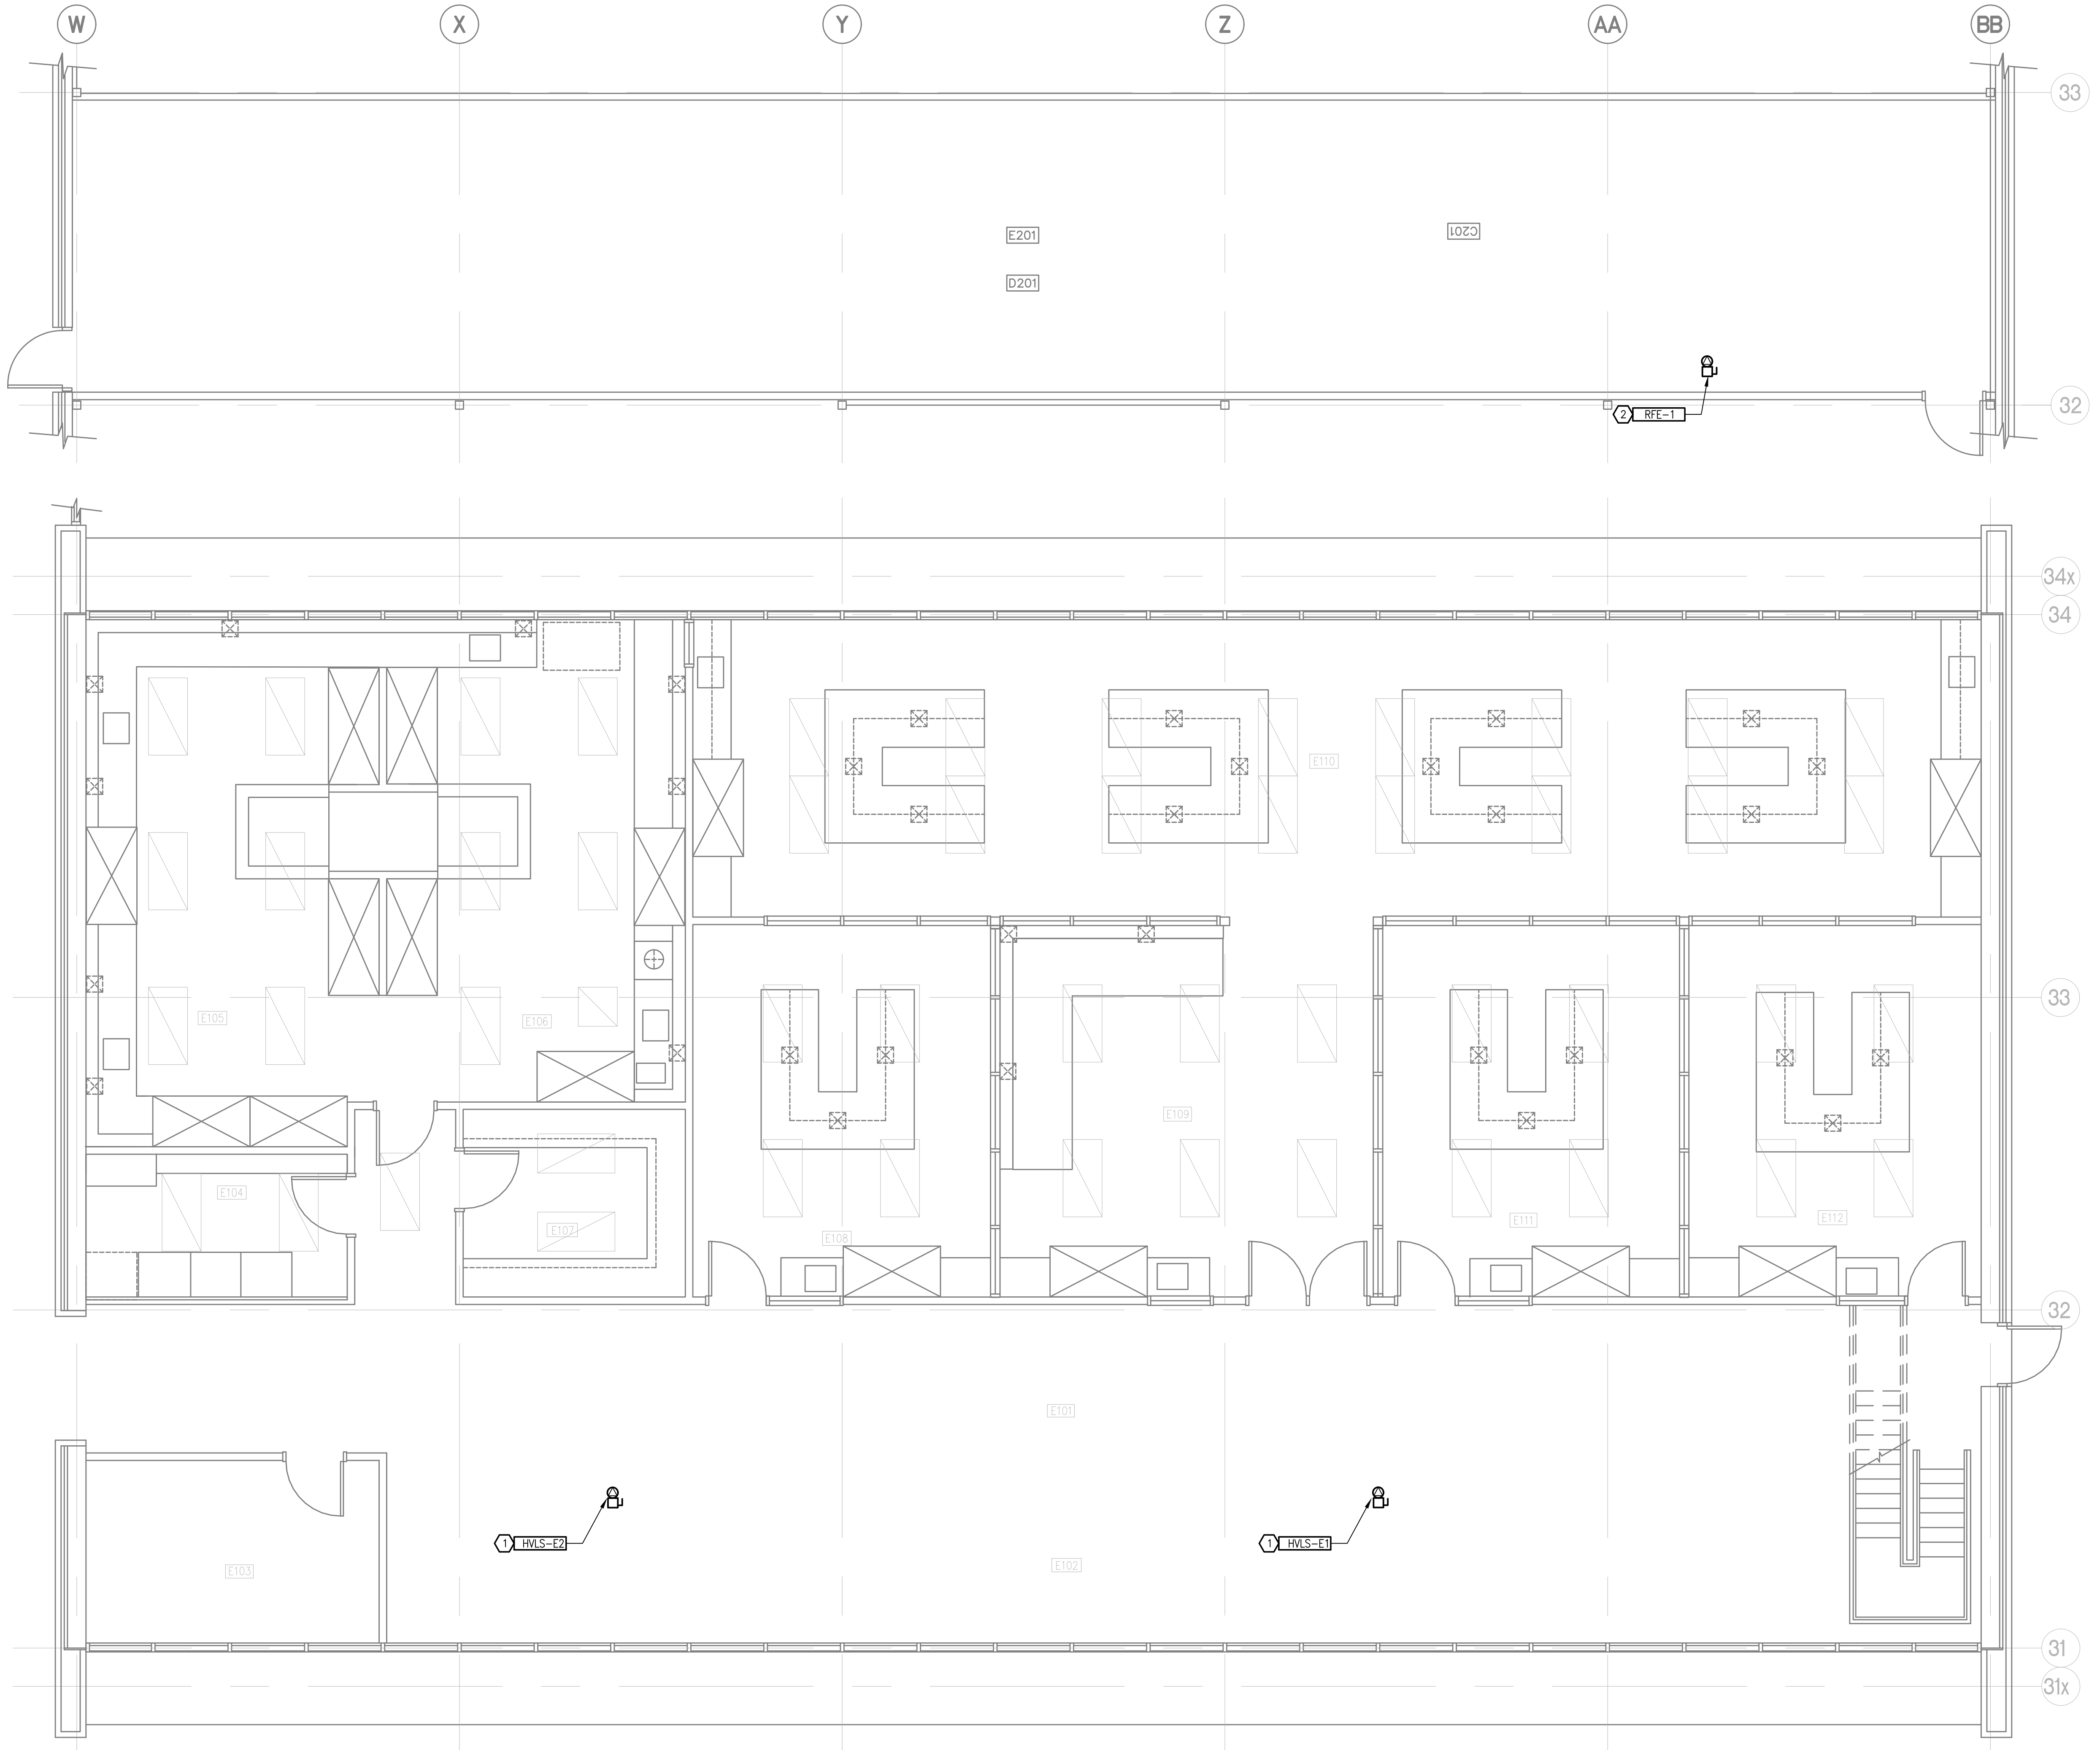 W X Y Z AA BB
33
E201
C201
D201
2 RFE-1
32
34x
34
E110
33
E105
E106
E109
E104
E107
E108
E111
E112
32
E101
1 HVLS-E2
1 HVLS-E1
E103
E102
31
31x